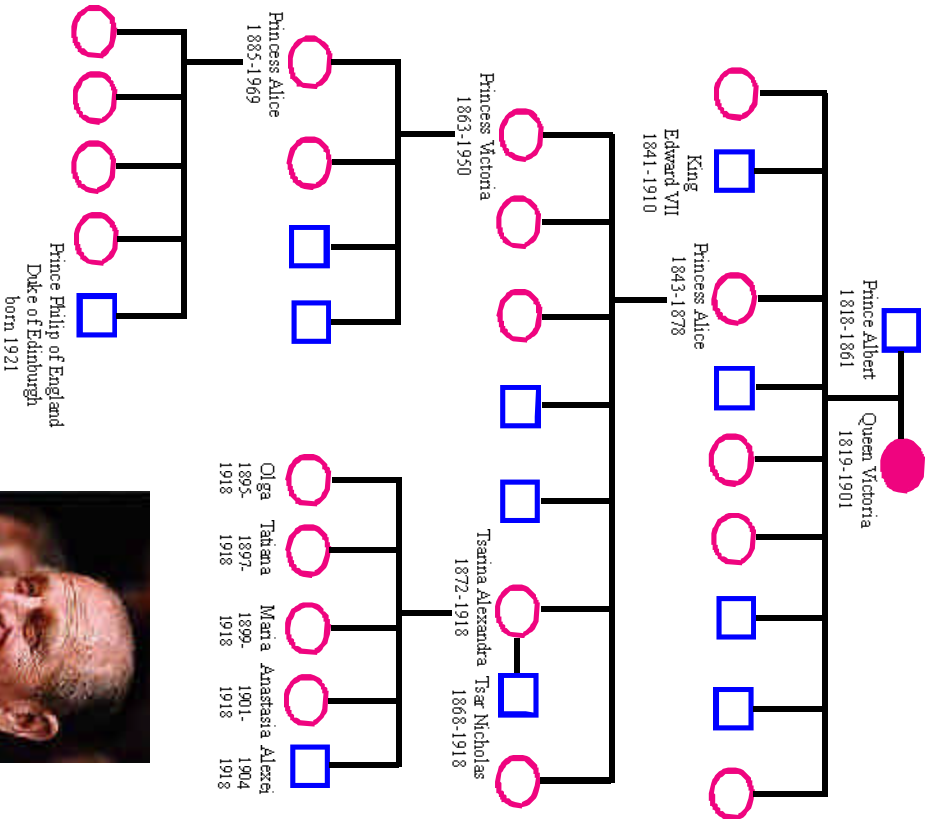 Prince Albert
1818-1861
Queen Victoria
1819-1901
King
Edward VII
1841-1910
Princess Alice
1843-1878
Princess Victoria
1863-1950
Tsarina Alexandra
1872-1918
Tsar Nicholas
1868-1918
Princess Alice
1885-1969
Olga
1895-
1918
Tatiana
1897-
1918
Maria
1899-
1918
Anastasia
1901-
1918
Alexei
1904
1918
Prince Philip of England
Duke of Edinburgh
born 1921